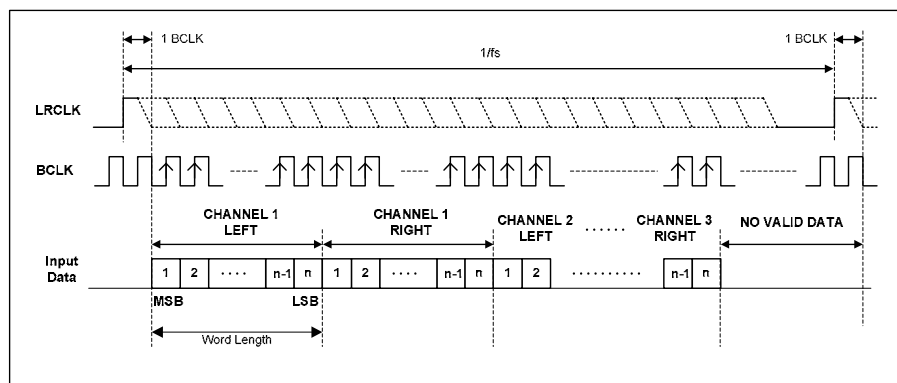 1 BCLK
1 BCLK
1/fs
LRCLK
BCLK
CHANNEL 1
LEFT
CHANNEL 1
RIGHT
CHANNEL 2
LEFT
CHANNEL 3
RIGHT
NO VALID DATA
Input
Data
1 2 n-1 n 1 2 n-1 n 1 2 n-1 n
MSB
LSB
Word Length